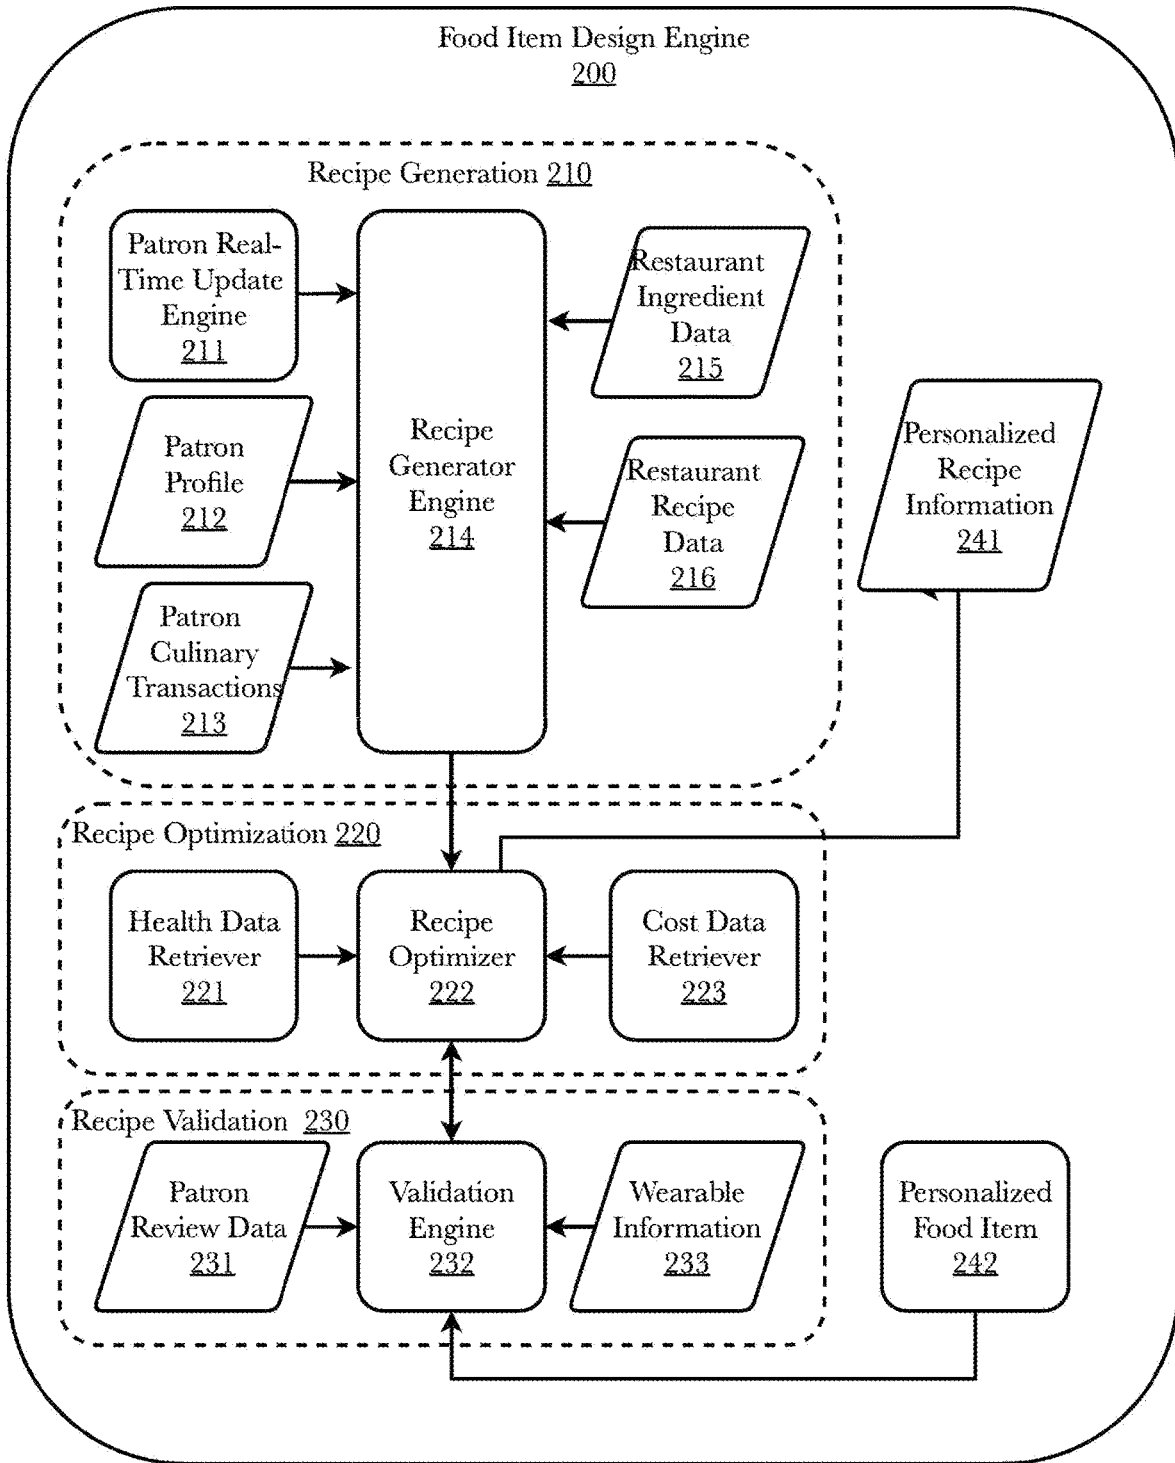 Food Item Design Engine
200
Recipe Generation 210
Patron Real-
Time Update
Engine
211
Patron
Profile
212
Patron
Culinary
Transactions
213
Recipe
Generator
Engine
214
Restaurant
Ingredient
Data
215
Restaurant
Recipe
Data
216
Personalized
Recipe
Information
241
Recipe Optimization 220
Health Data
Retriever
221
Recipe
Optimizer
222
Cost Data
Retriever
223
Recipe Validation 230
Patron
Review Data
231
Validation
Engine
232
Wearable
Information
233
Personalized
Food Item
242